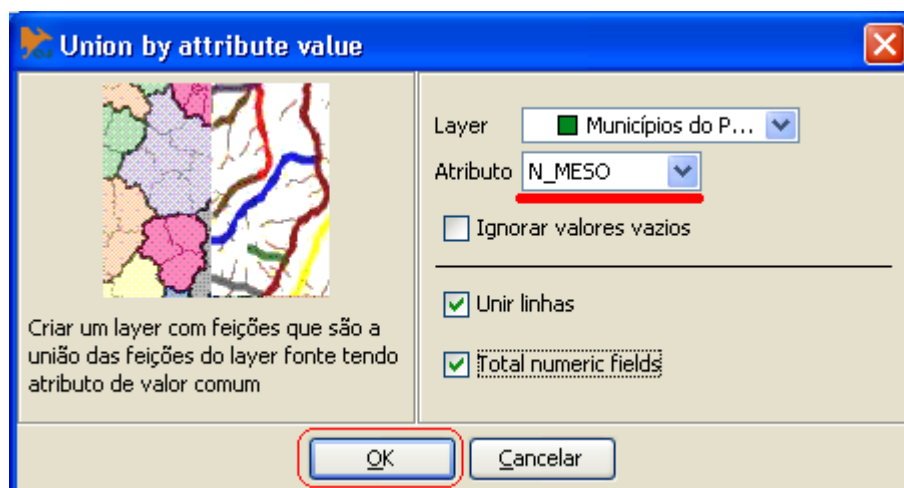 Union by attribute value
Layer
Municípios do P...
Atributo
N_MESO
Ignorar valores vazios
Unir linhas
Total numeric fields
Criar um layer com feições que são a
união das feições do layer fonte tendo
atributo de valor comum
OK
Cancelar